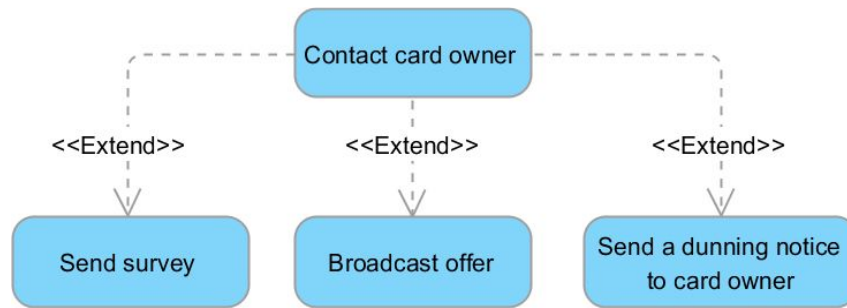 Contact card owner
<<Extend>> <<Extend>> <<Extend>>
Send survey
Broadcast offer
Send a dunning notice
to card owner